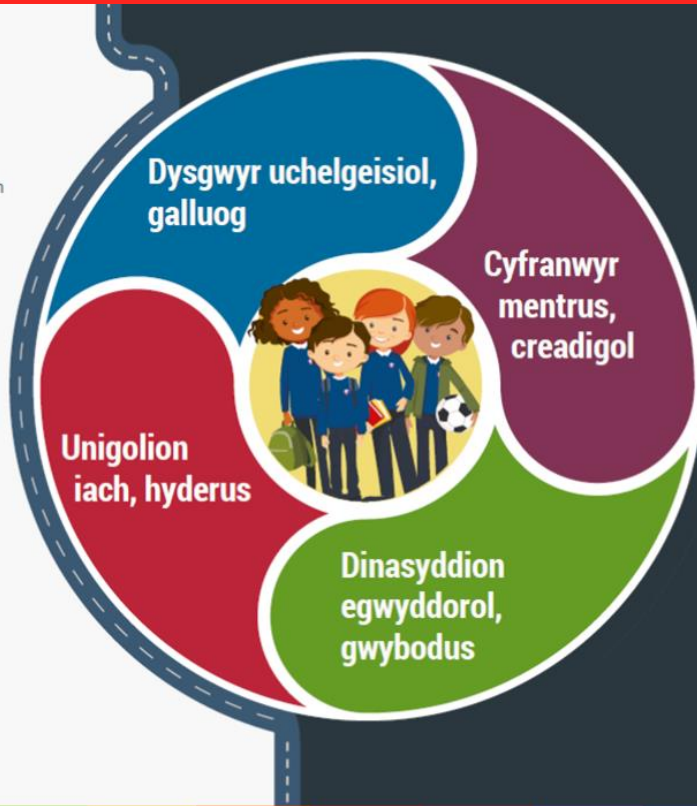 Dysgwyr uchelgeisiol,
galluog
Cyfranwyr
mentrus,
creadigol
Unigolion
iach, hyderus
Dinasyddion
egwyddorol,
gwybodus